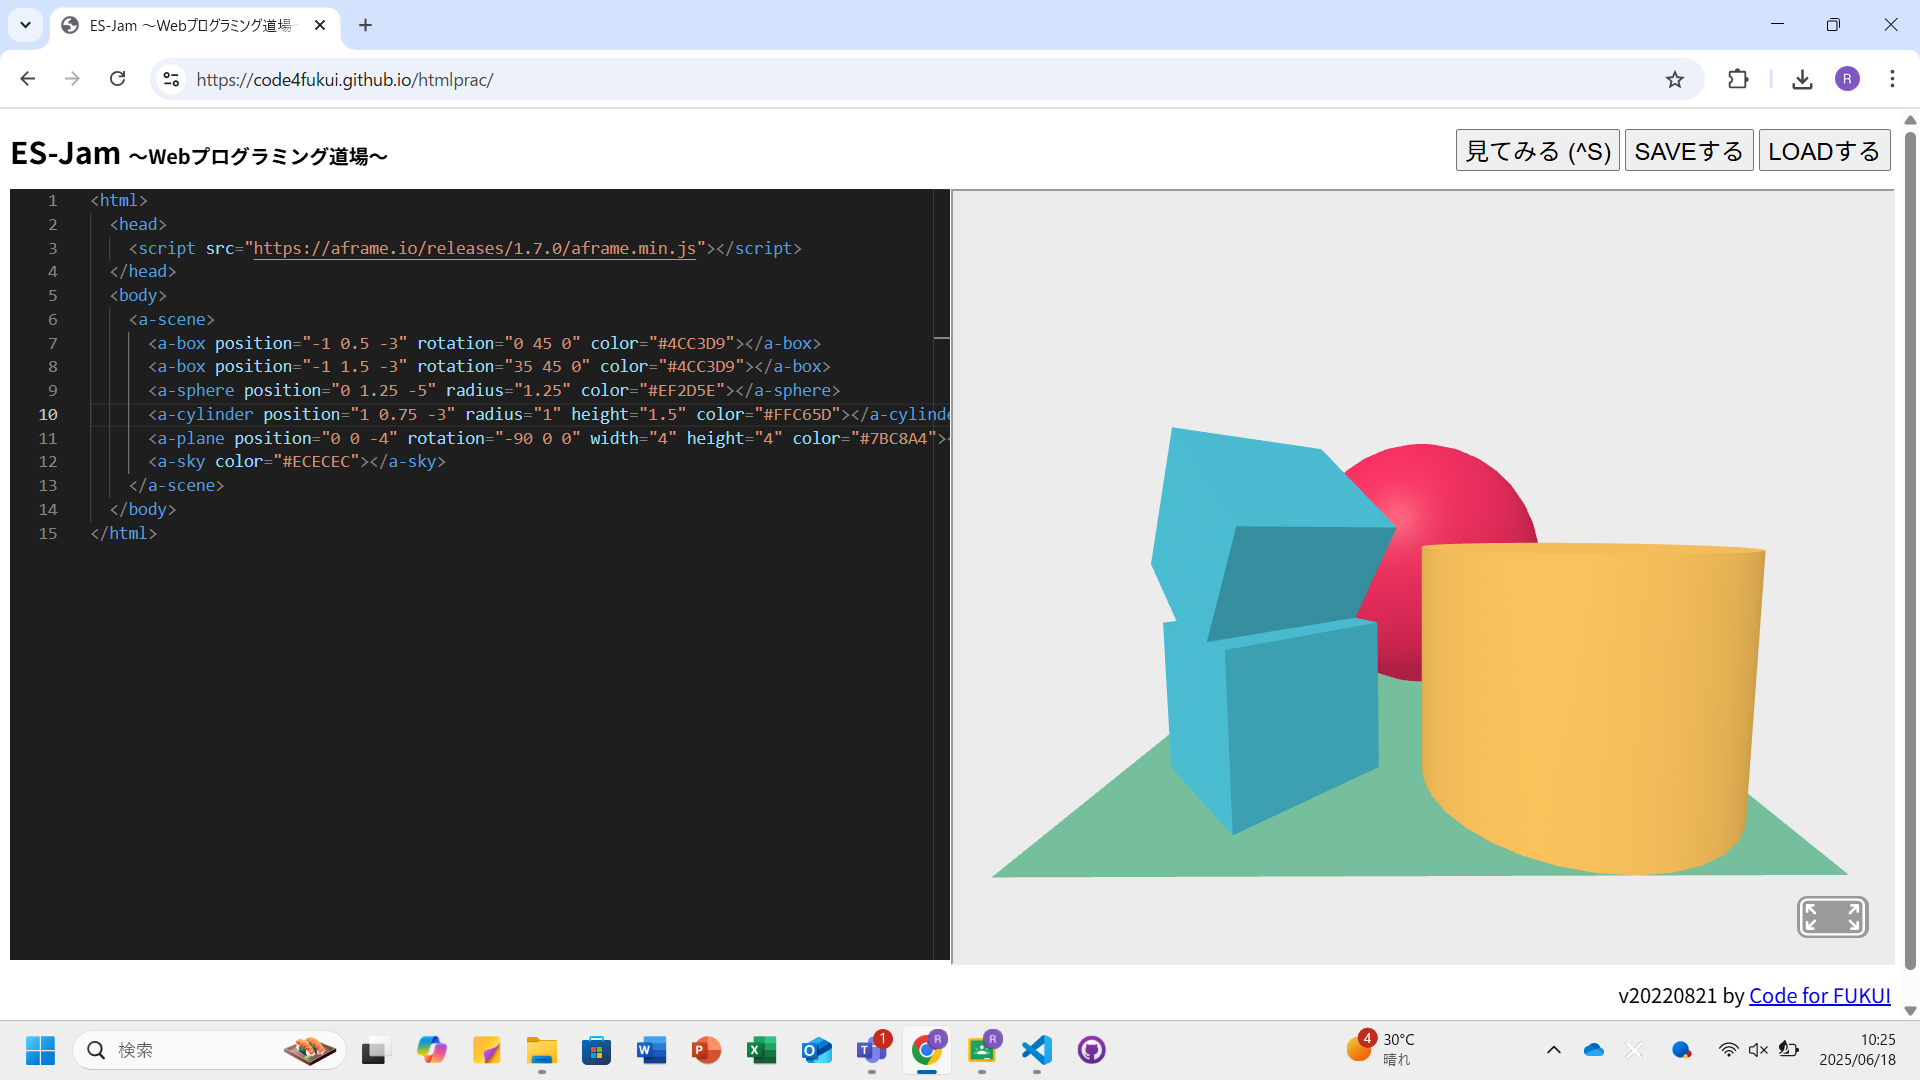 ES-Jam ～Webプログラミング道場
https://code4fukui.github.io/htmlprac/
R
ES-Jam ～Webプログラミング道場～
見てみる (^S)
SAVEする
LOADする
1 <html>
2 <head>
3 <script src="https://aframe.io/releases/1.7.0/aframe.min.js"></script>
4 </head>
5 <body>
6 <a-scene>
7 <a-box position="-1 0.5 -3" rotation="0 45 0" color="#4CC3D9"></a-box>
8 <a-box position="-1 1.5 -3" rotation="35 45 0" color="#4CC3D9"></a-box>
9 <a-sphere position="0 1.25 -5" radius="1.25" color="#EF2D5E"></a-sphere>
10 <a-cylinder position="1 0.75 -3" radius="1" height="1.5" color="#FFC65D"></a-cylinde
11 <a-plane position="0 0 -4" rotation="-90 0 0" width="4" height="4" color="#7BC8A4"><
12 <a-sky color="#ECECEC"></a-sky>
13 </a-scene>
14 </body>
15 </html>
v20220821 by Code for FUKUI
検索
1
R
R
4
30°C
晴れ
10:25
2025/06/18